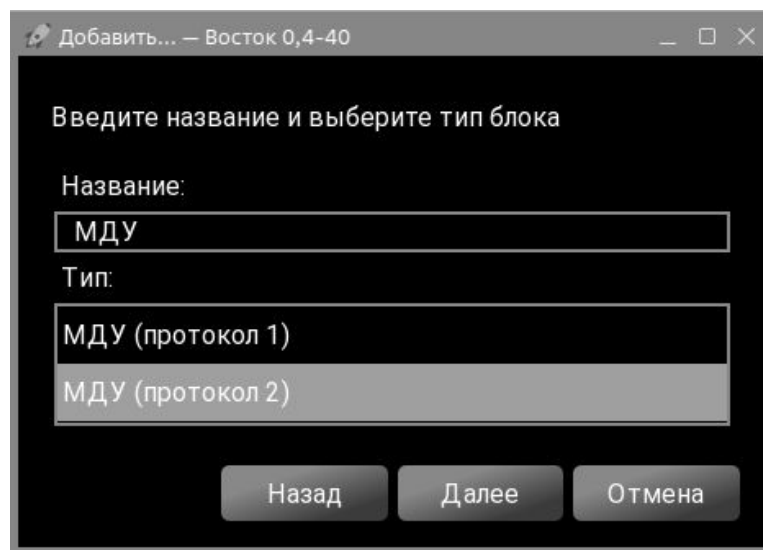 Добавить... — Восток 0,4-40
Введите название и выберите тип блока
Название:
МДУ
Тип:
МДУ (протокол 1)
МДУ (протокол 2)
Назад Далее Отмена